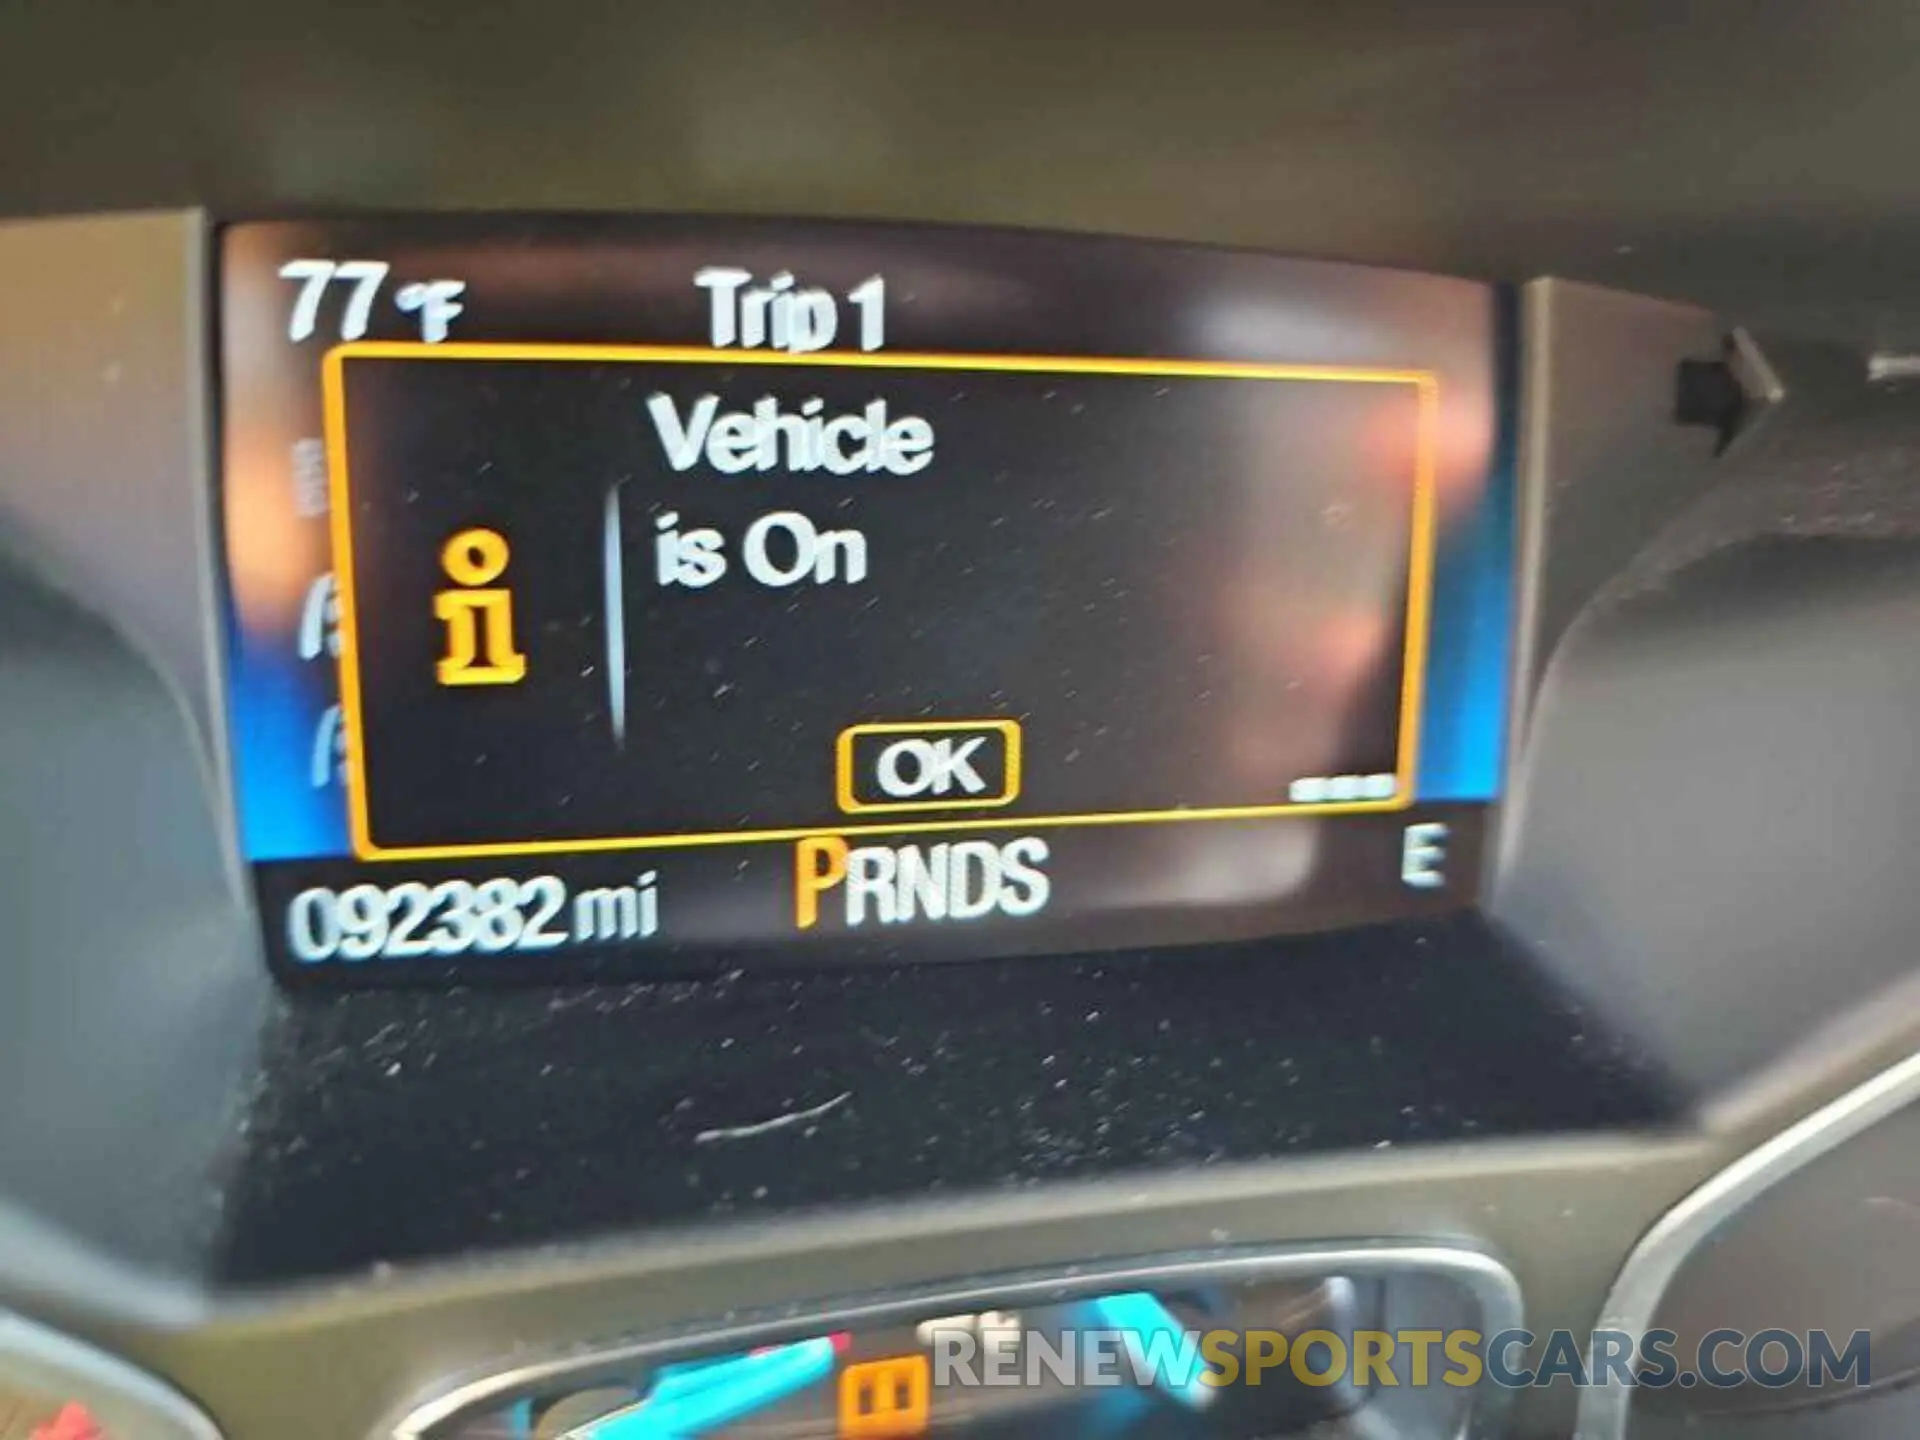 77 °F Trip 1
Vehicle
is On
OK
092382 mi PRNDS E
RENEWSPORTSCARS.COM